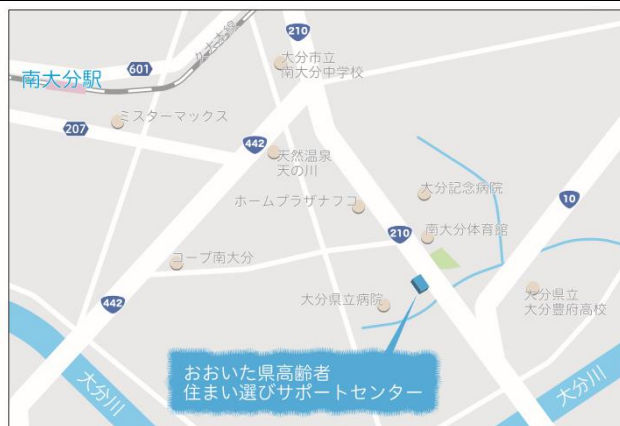 210
久大本線
大分市立
南大分中学校
601
南大分駅
ミスターマックス
207
442
天然温泉
天の川
大分記念病院
ホームプラザナフコ
10
210
南大分体育館
コープ南大分
大分県立病院
大分県立
大分豊府高校
442
おおいた県高齢者
住まい選びサポートセンター
大分川
大分川